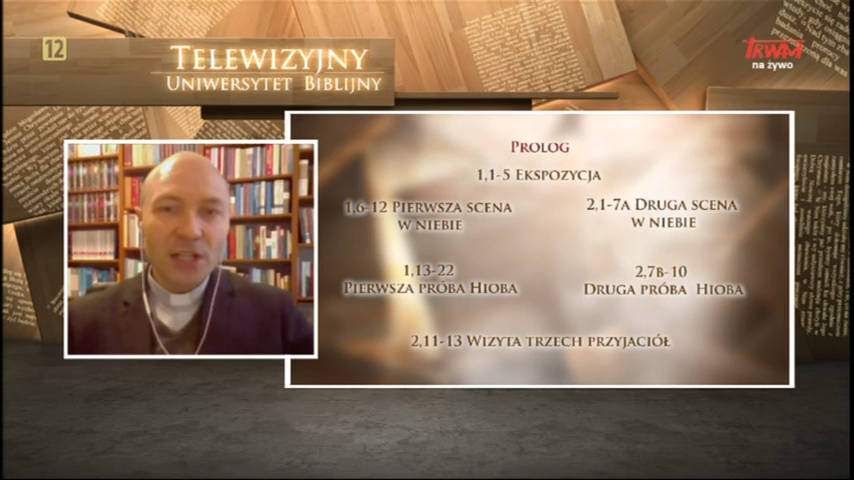 12
TELEWIZYJNY
UNIWERSYTET BIBLIJNY
TRWAM
na żywo
PROLOG
1,1-5 EKSPOZYCJA
1,6-12 PIERWSZA SCENA
W NIEBIE
2,1-7A DRUGA SCENA
W NIEBIE
1,13-22
PIERWSZA PRÓBA HIOBA
2,7B-10
DRUGA PRÓBA HIOBA
2,11-13 WIZYTA TRZECH PRZYJACIÓŁ